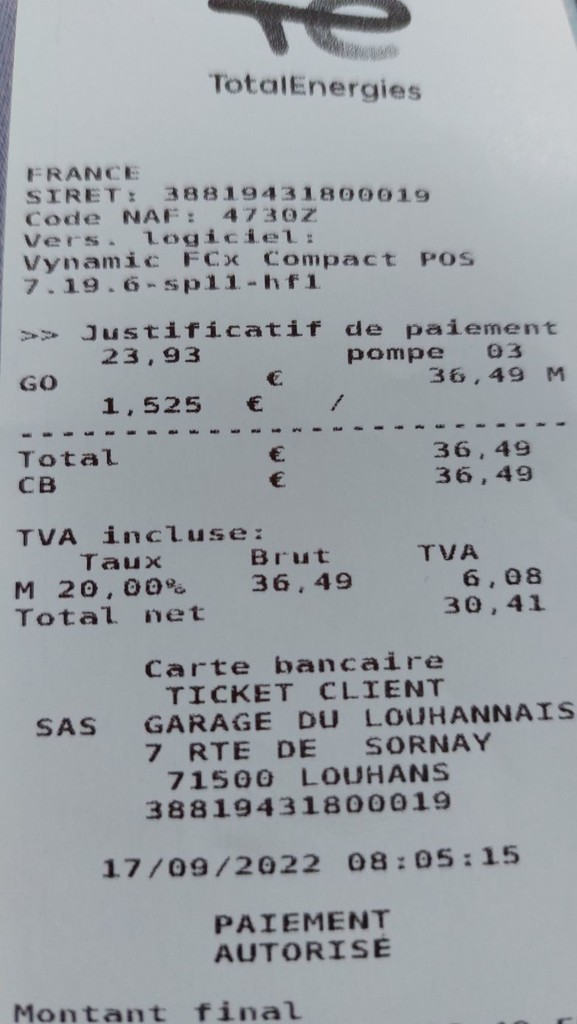 TotalEnergies
FRANCE
SIRET: 38819431800019
Code NAF: 4730Z
Vers. logiciel:
Vynamic FCx Compact POS
7.19.6-sp11-hf1
>> Justificatif de paiement
23,93 pompe 03
GO € 36,49 M
1,525 € /
--------------------------
Total € 36,49
CB € 36,49
TVA incluse:
Taux Brut TVA
M 20,00% 36,49 6,08
Total net 30,41
Carte bancaire
TICKET CLIENT
SAS GARAGE DU LOUHANNAIS
7 RTE DE SORNAY
71500 LOUHANS
38819431800019
17/09/2022 08:05:15
PAIEMENT
AUTORISÉ
Montant final